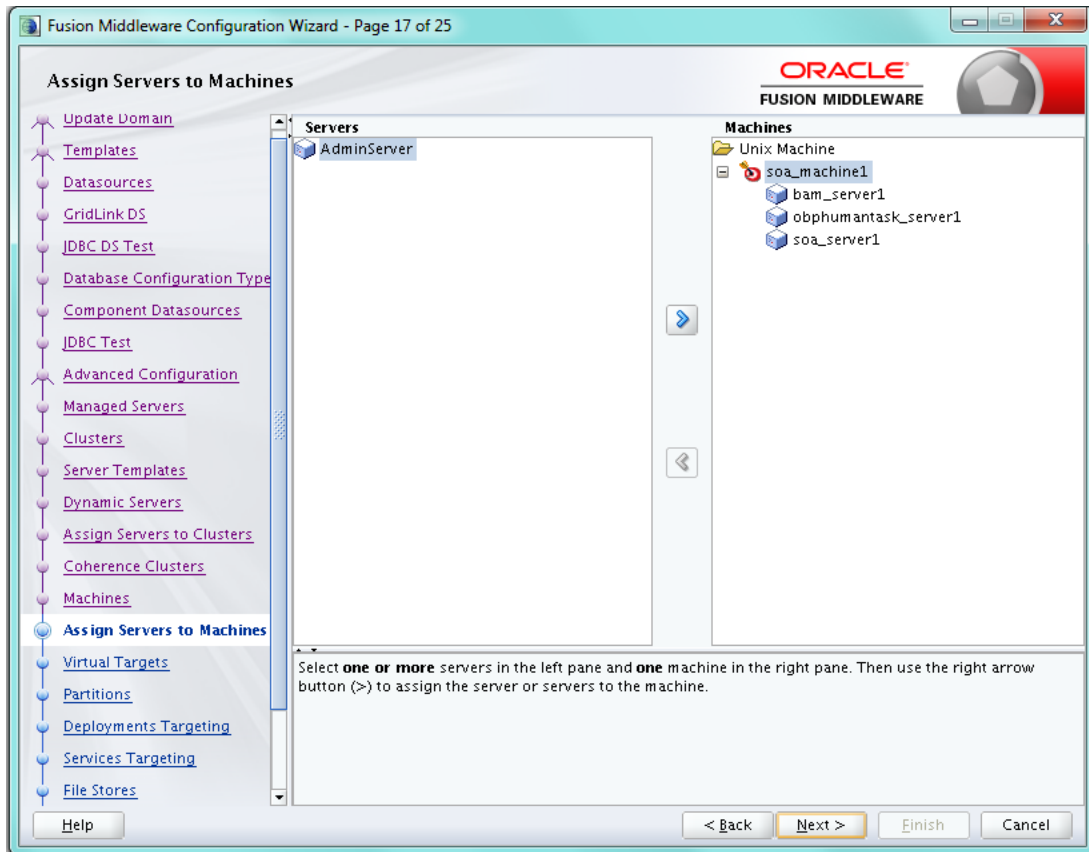 Fusion Middleware Configuration Wizard - Page 17 of 25
Assign Servers to Machines
ORACLE
FUSION MIDDLEWARE
Update Domain
Templates
Datasources
GridLink DS
JDBC DS Test
Database Configuration Type
Component Datasources
JDBC Test
Advanced Configuration
Managed Servers
Clusters
Server Templates
Dynamic Servers
Assign Servers to Clusters
Coherence Clusters
Machines
Assign Servers to Machines
Virtual Targets
Partitions
Deployments Targeting
Services Targeting
File Stores
Servers
AdminServer
Machines
Unix Machine
soa_machine1
bam_server1
obphumantask_server1
soa_server1
Select one or more servers in the left pane and one machine in the right pane. Then use the right arrow
button (>) to assign the server or servers to the machine.
Help
< Back
Next >
Finish
Cancel